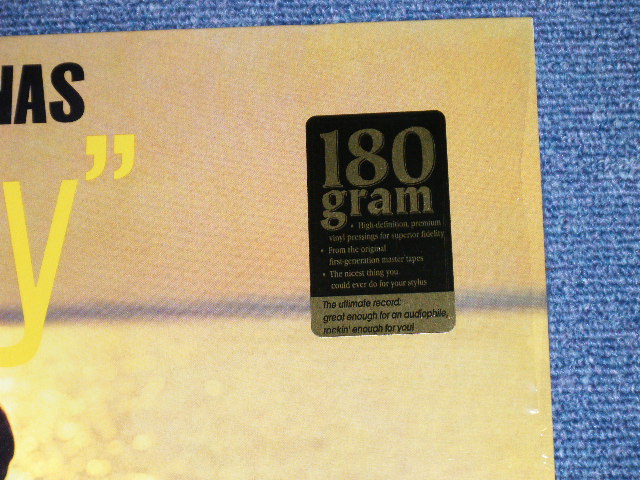 NAS
y”
180
gram
• High-definition, premium
vinyl pressings for superior fidelity
• From the original
first-generation master tapes
• The nicest thing you
could ever do for your stylus
The ultimate record:
great enough for an audiophile,
rockin' enough for you!